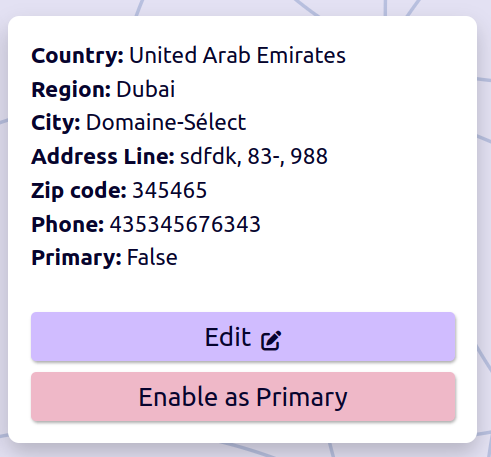 Country: United Arab Emirates
Region: Dubai
City: Domaine-Sélect
Address Line: sdfdk, 83-, 988
Zip code: 345465
Phone: 435345676343
Primary: False
Edit
Enable as Primary